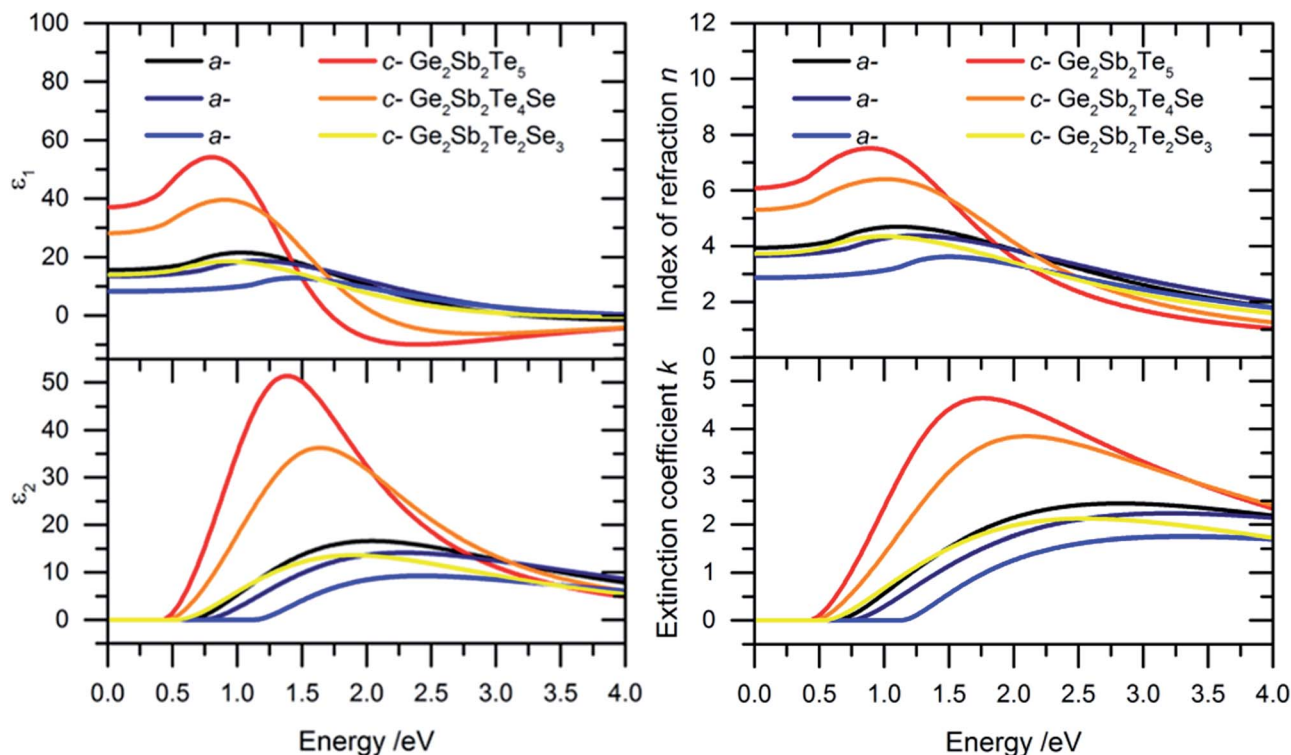 100
80
60
40
20
0
ε₁
a- c- Ge₂Sb₂Te₅
a- c- Ge₂Sb₂Te₄Se
a- c- Ge₂Sb₂Te₂Se₃
12
10
8
6
4
2
0
Index of refraction n
a- c- Ge₂Sb₂Te₅
a- c- Ge₂Sb₂Te₄Se
a- c- Ge₂Sb₂Te₂Se₃
50
40
30
20
10
0
ε₂
0.0 0.5 1.0 1.5 2.0 2.5 3.0 3.5 4.0
Energy /eV
5
4
3
2
1
0
Extinction coefficient k
0.0 0.5 1.0 1.5 2.0 2.5 3.0 3.5 4.0
Energy /eV